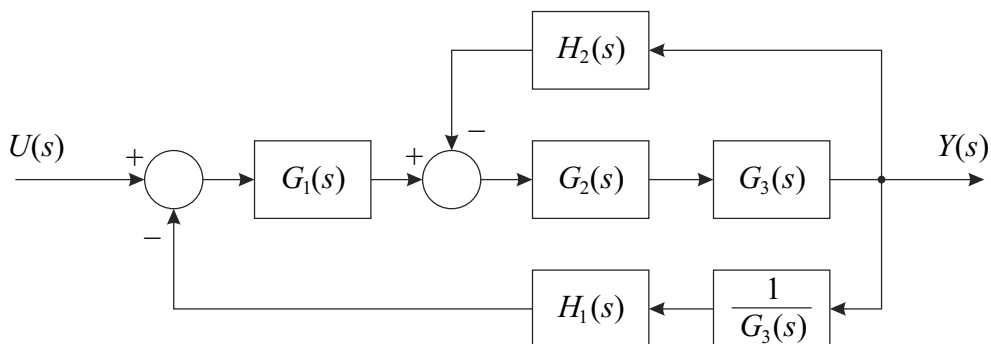 H₂(s)
U(s)
+
−
+
Y(s)
G₁(s)
G₂(s)
G₃(s)
−
H₁(s)
1
G₃(s)